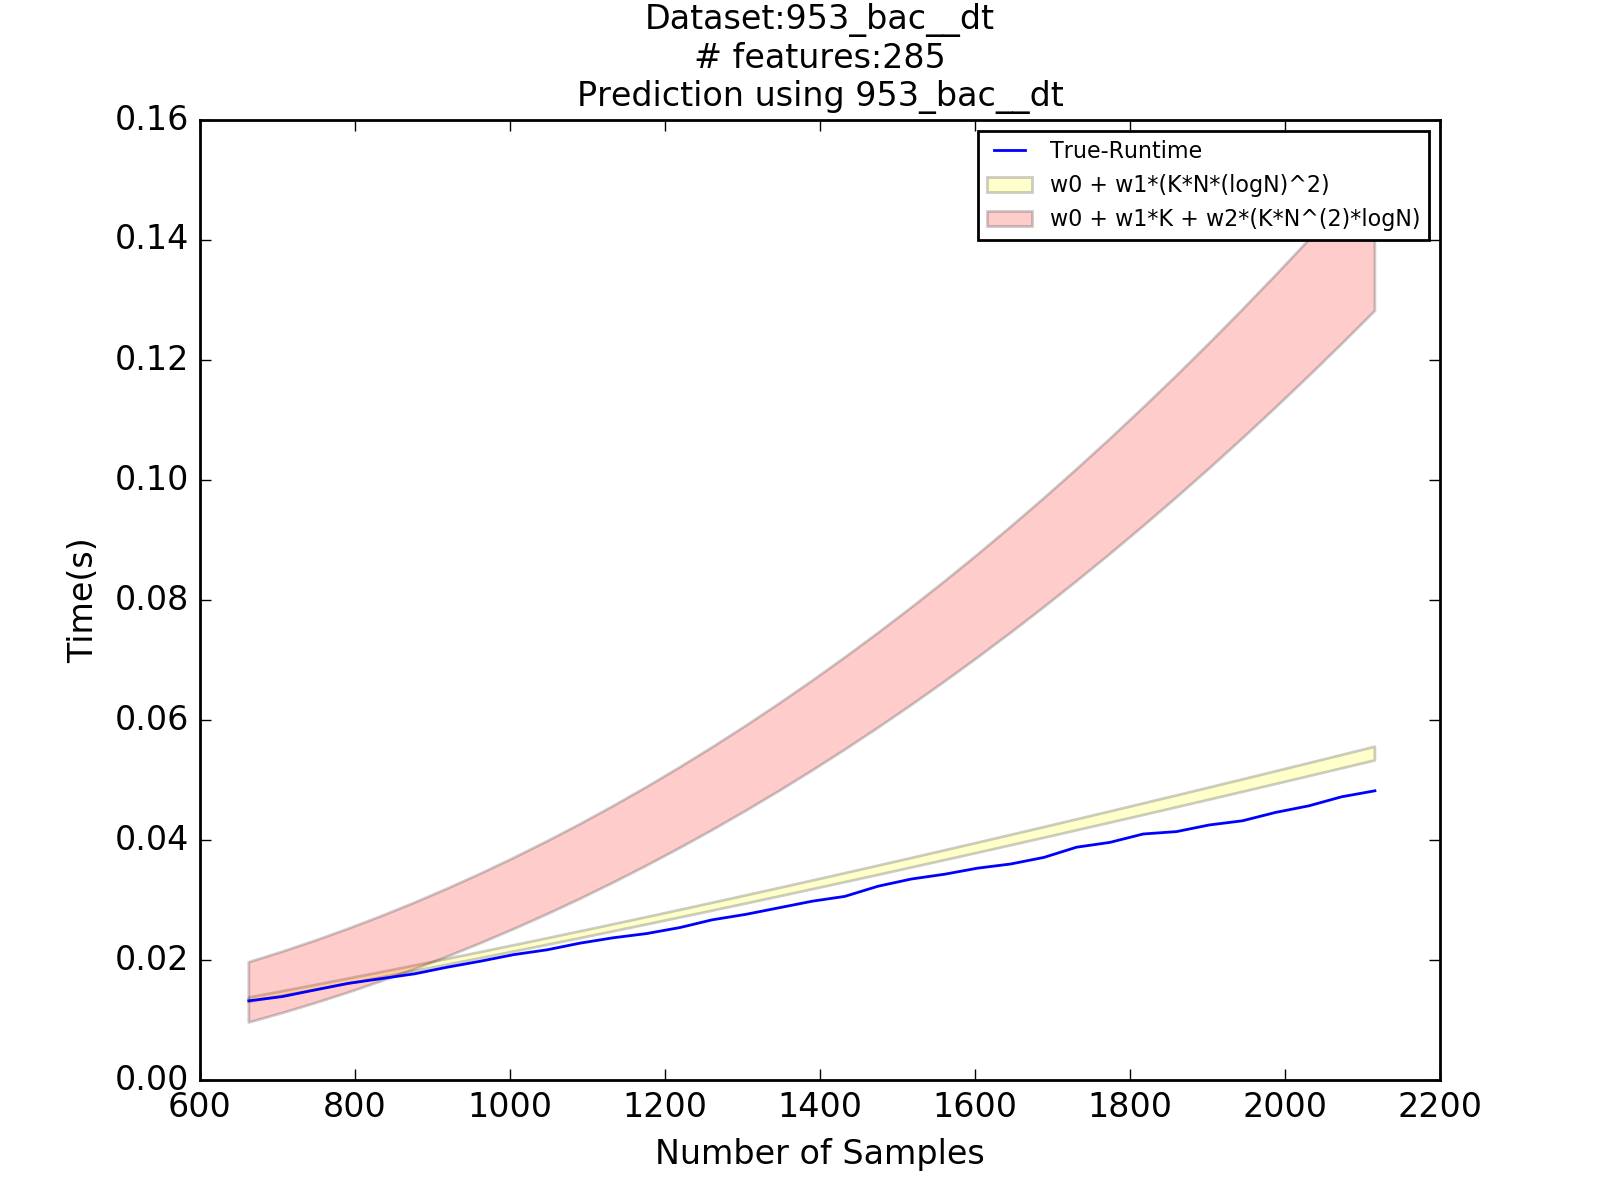 Dataset:953_bac__dt
# features:285
Prediction using 953_bac__dt
True-Runtime
w0 + w1*(K*N*(logN)^2)
w0 + w1*K + w2*(K*N^(2)*logN)
0.16
0.14
0.12
0.10
0.08
0.06
0.04
0.02
0.00
Time(s)
600 800 1000 1200 1400 1600 1800 2000 2200
Number of Samples